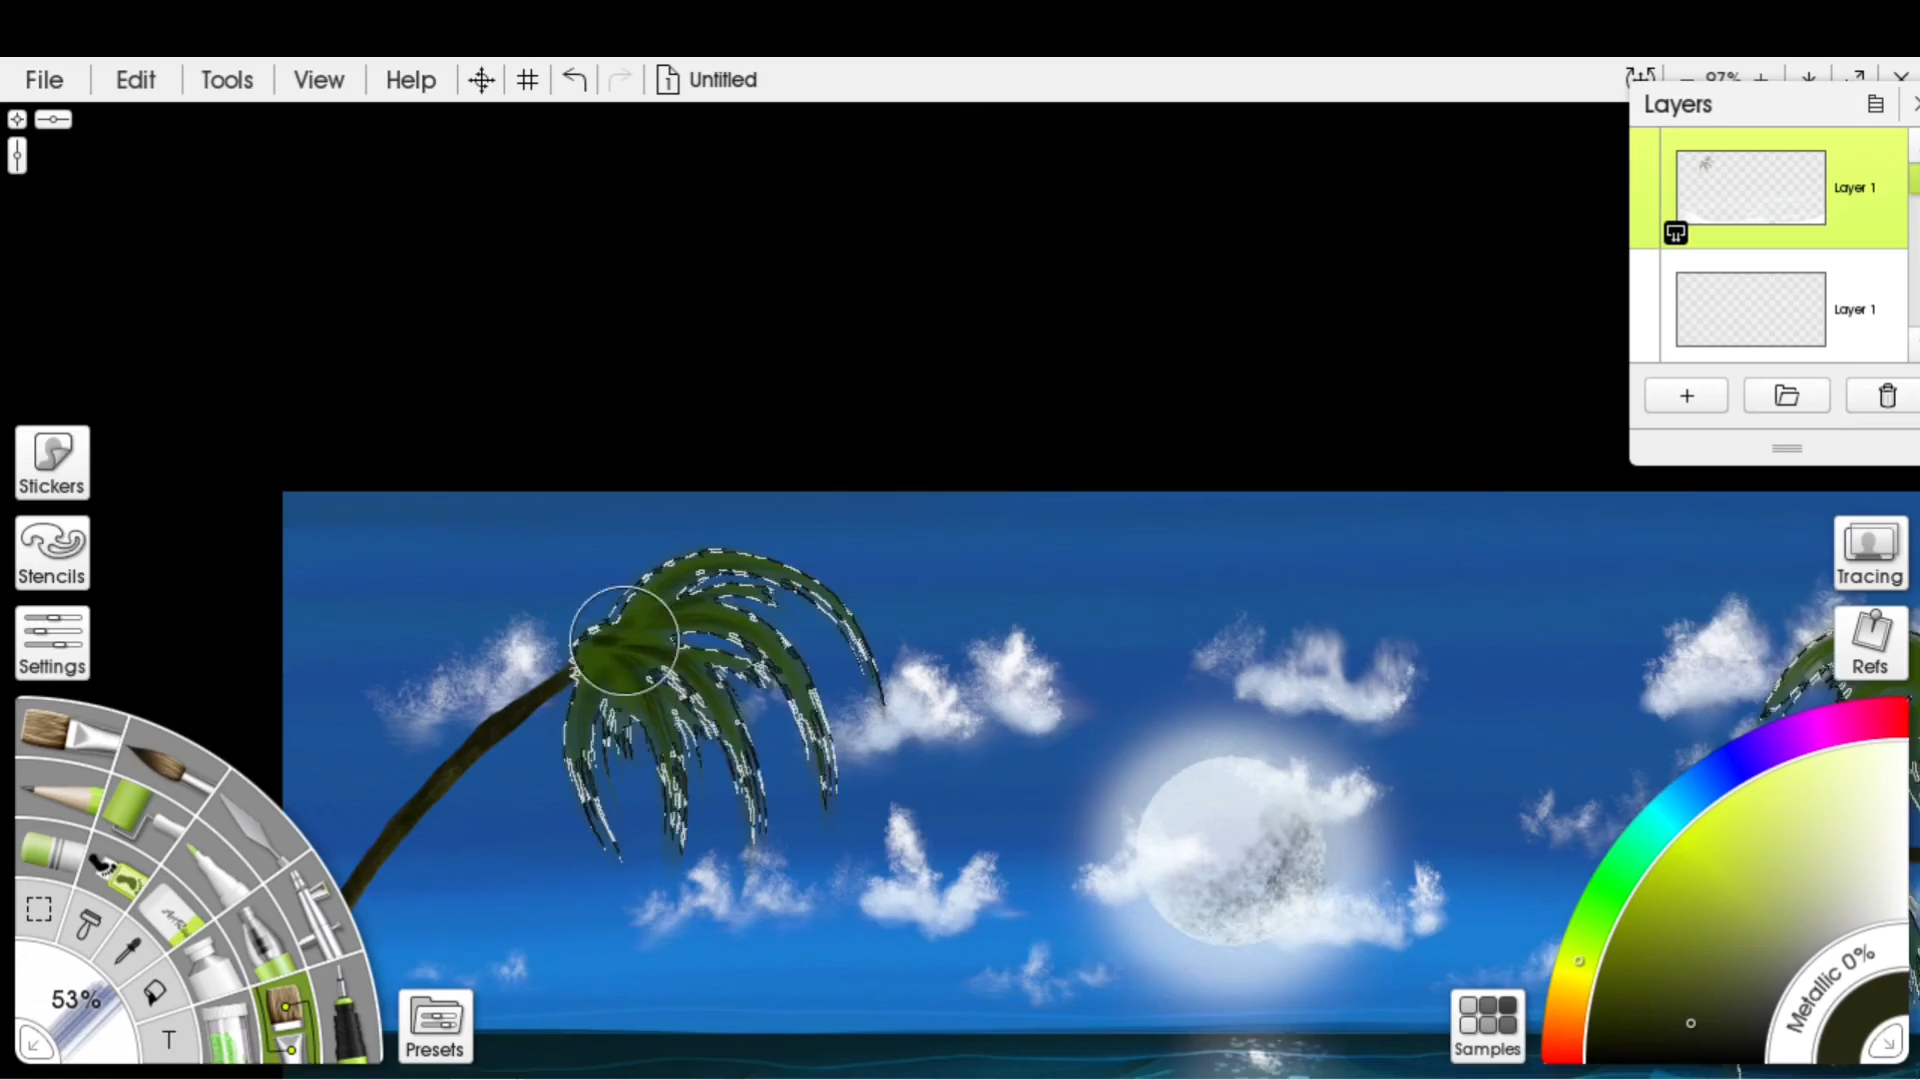 File Edit Tools View Help Untitled 97%
Layers
Layer 1
Layer 1
Stickers
Stencils
Settings
Tracing
Refs
53%
T
Presets
Samples
Metallic 0%